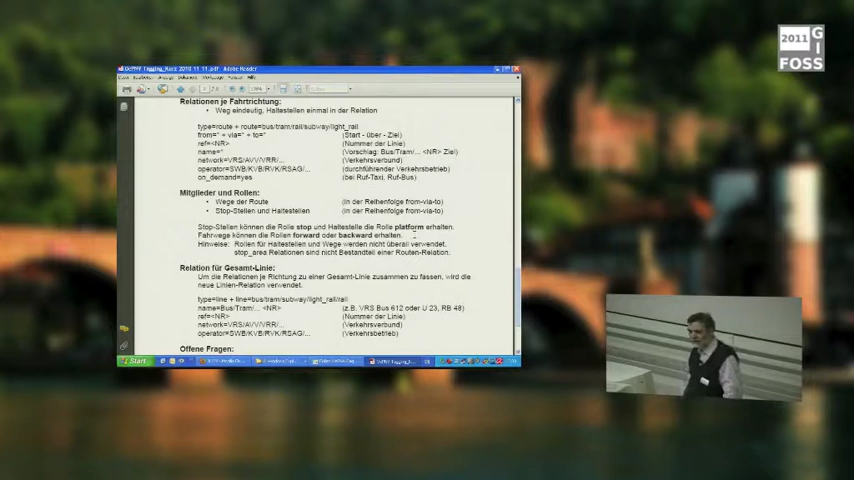 2011
GI
FOSS
Relationen je Fahrtrichtung:
• Weg eindeutig, Haltestellen einmal in der Relation
type=route + route=bus/tram/rail/subway/light_rail
from=* + via=* + to=* (Start - über - Ziel)
ref=<NR> (Nummer der Linie)
name=* (Vorschlag: Bus/Tram/... <NR> Ziel)
network=VRS/AVV/VRR/... (Verkehrsverbund)
operator=SWB/KVB/RVK/RSAG/... (durchführender Verkehrsbetrieb)
on_demand=yes (bei Ruf-Taxi, Ruf-Bus)
Mitglieder und Rollen:
• Wege der Route (in der Reihenfolge from-via-to)
• Stop-Stellen und Haltestellen (in der Reihenfolge from-via-to)
Stop-Stellen können die Rolle stop und Haltestelle die Rolle platform erhalten.
Fahrwege können die Rollen forward oder backward erhalten.
Hinweise: Rollen für Haltestellen und Wege werden nicht überall verwendet.
stop_area Relationen sind nicht Bestandteil einer Routen-Relation.
Relation für Gesamt-Linie:
Um die Relationen je Richtung zu einer Gesamt-Linie zusammen zu fassen, wird die
neue Linien-Relation verwendet.
type=line + line=bus/tram/subway/light_rail/rail
name=Bus/Tram/... <NR> (z.B. VRS Bus 612 oder U 23, RB 48)
ref=<NR> (Nummer der Linie)
network=VRS/AVV/VRR/... (Verkehrsverbund)
operator=SWB/KVB/RVK/RSAG/... (Verkehrsbetrieb)
Offene Fragen:
Start